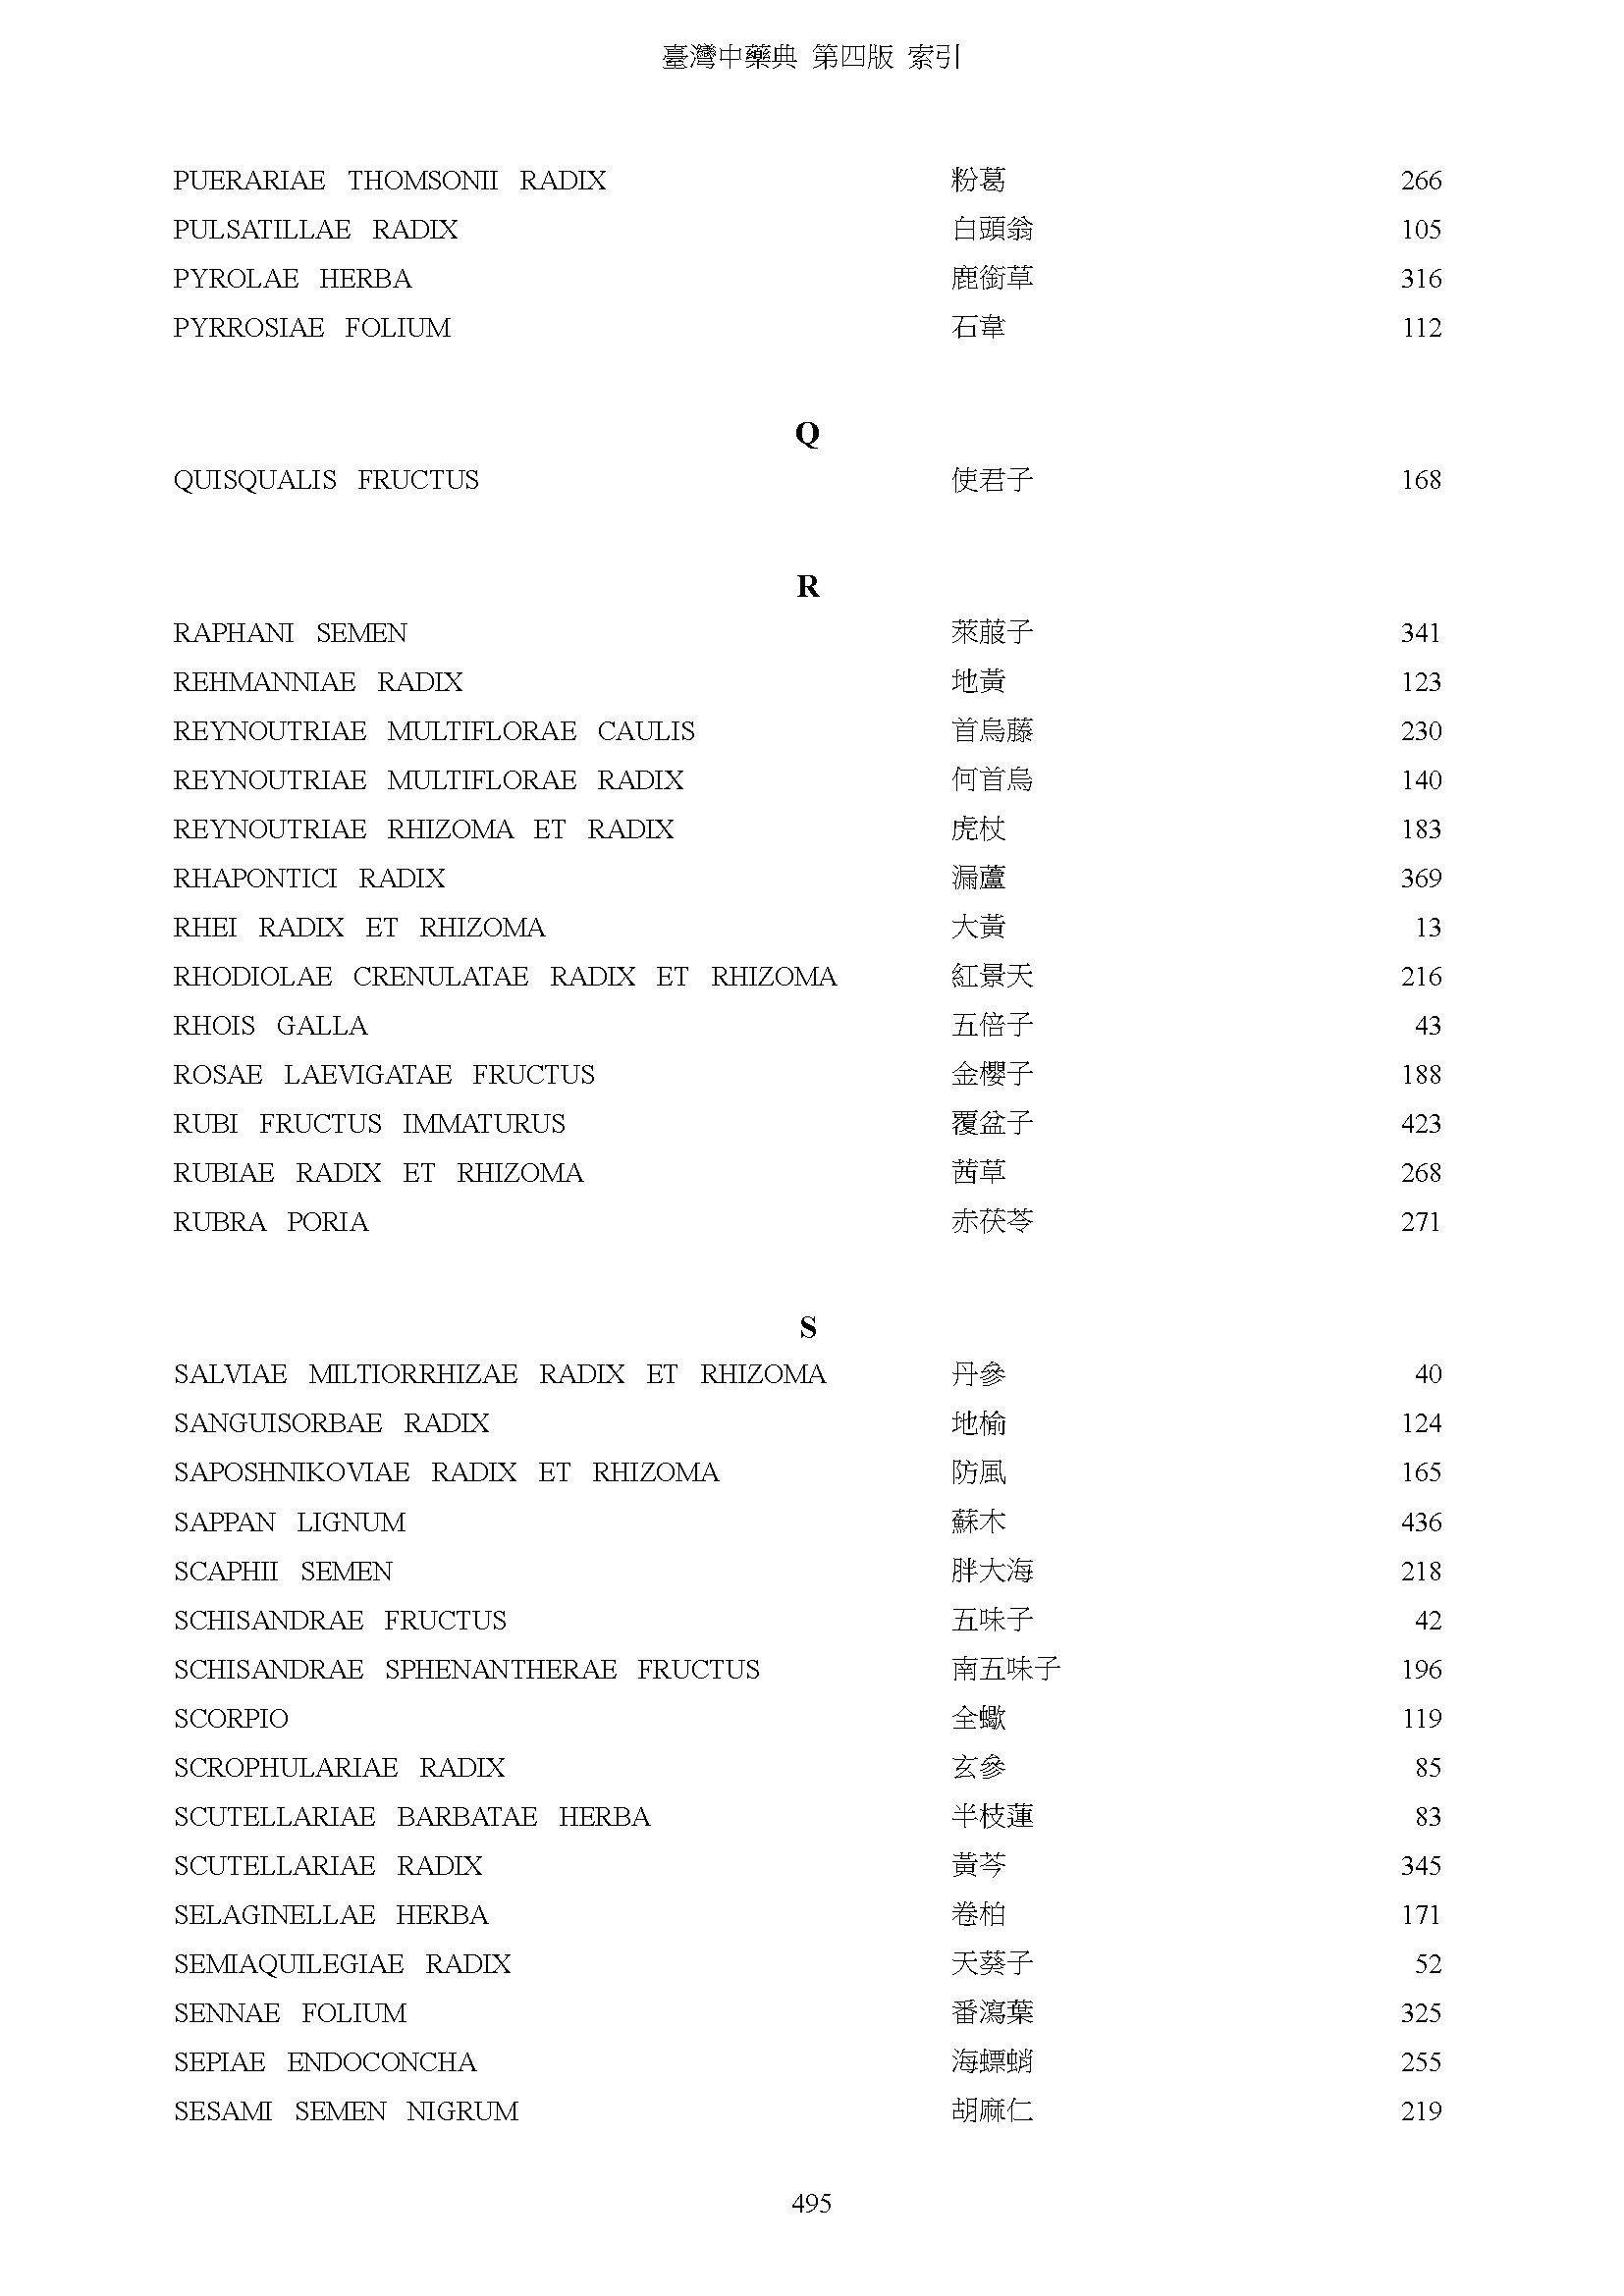 臺灣中藥典 第四版 索引
PUERARIAE THOMSONII RADIX 粉葛 266
PULSATILLAE RADIX 白頭翁 105
PYROLAE HERBA 鹿銜草 316
PYRROSIAE FOLIUM 石韋 112
Q
QUISQUALIS FRUCTUS 使君子 168
R
RAPHANI SEMEN 萊菔子 341
REHMANNIAE RADIX 地黃 123
REYNOUTRIAE MULTIFLORAE CAULIS 首烏藤 230
REYNOUTRIAE MULTIFLORAE RADIX 何首烏 140
REYNOUTRIAE RHIZOMA ET RADIX 虎杖 183
RHAPONTICI RADIX 漏蘆 369
RHEI RADIX ET RHIZOMA 大黃 13
RHODIOLAE CRENULATAE RADIX ET RHIZOMA 紅景天 216
RHOIS GALLA 五倍子 43
ROSAE LAEVIGATAE FRUCTUS 金櫻子 188
RUBI FRUCTUS IMMATURUS 覆盆子 423
RUBIAE RADIX ET RHIZOMA 茜草 268
RUBRA PORIA 赤茯苓 271
S
SALVIAE MILTIORRHIZAE RADIX ET RHIZOMA 丹參 40
SANGUISORBAE RADIX 地榆 124
SAPOSHNIKOVIAE RADIX ET RHIZOMA 防風 165
SAPPAN LIGNUM 蘇木 436
SCAPHII SEMEN 胖大海 218
SCHISANDRAE FRUCTUS 五味子 42
SCHISANDRAE SPHENANTHERAE FRUCTUS 南五味子 196
SCORPIO 全蠍 119
SCROPHULARIAE RADIX 玄參 85
SCUTELLARIAE BARBATAE HERBA 半枝蓮 83
SCUTELLARIAE RADIX 黃芩 345
SELAGINELLAE HERBA 卷柏 171
SEMIAQUILEGIAE RADIX 天葵子 52
SENNAE FOLIUM 番瀉葉 325
SEPIAE ENDOCONCHA 海螵蛸 255
SESAMI SEMEN NIGRUM 胡麻仁 219
495